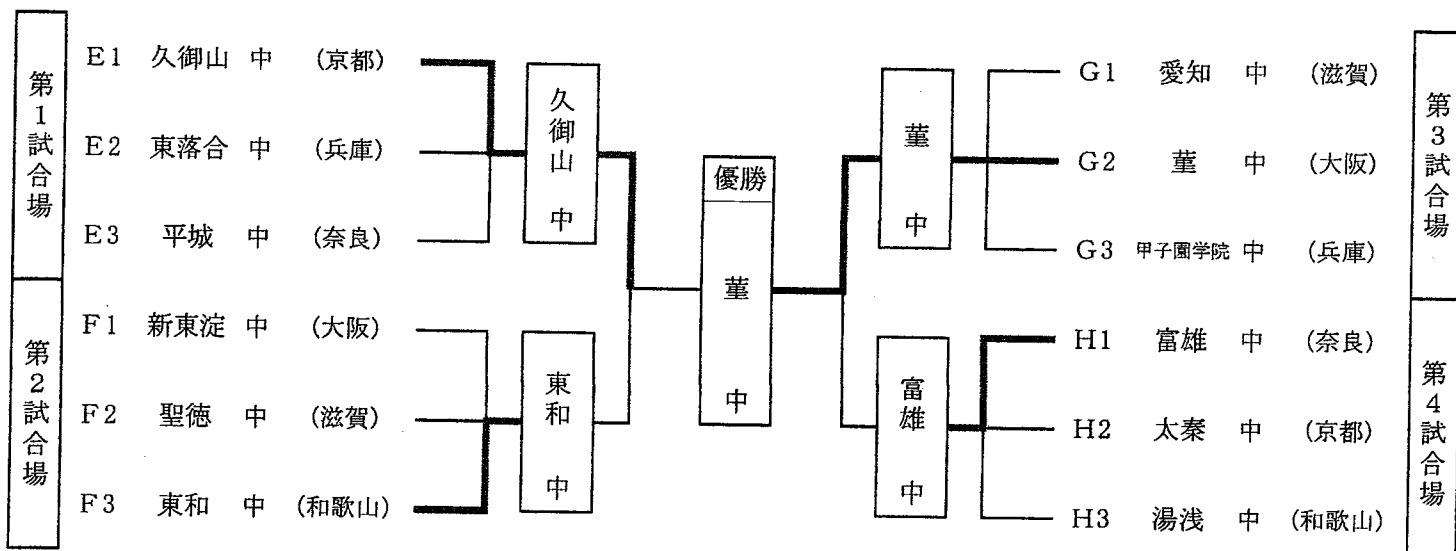 第1試合場
E1 久御山 中 (京都)
E2 東落合 中 (兵庫)
E3 平城 中 (奈良)
第2試合場
F1 新東淀 中 (大阪)
F2 聖徳 中 (滋賀)
F3 東和 中 (和歌山)
久御山 中
東和 中
優勝
菫 中
菫 中
富雄 中
G1 愛知 中 (滋賀)
G2 菫 中 (大阪)
G3 甲子園学院 中 (兵庫)
第3試合場
H1 富雄 中 (奈良)
H2 太秦 中 (京都)
H3 湯浅 中 (和歌山)
第4試合場